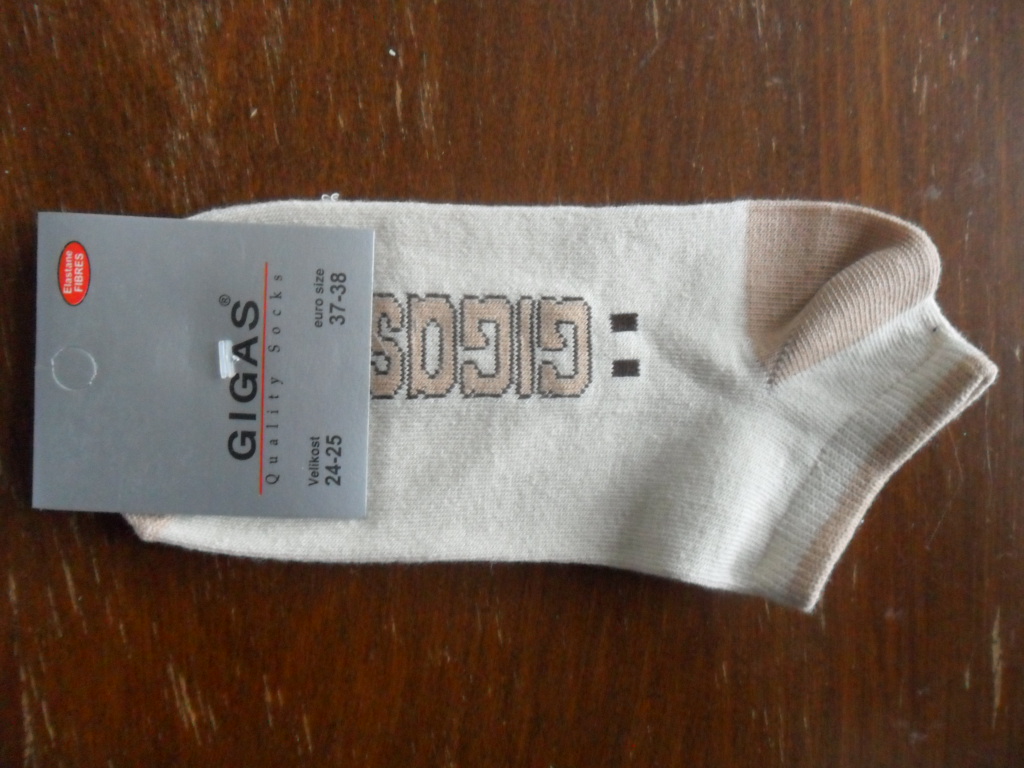 Elastane
FIBRES
GIGAS®
Quality Socks
Velikost
24-25
euro size
37-38
GIGAS